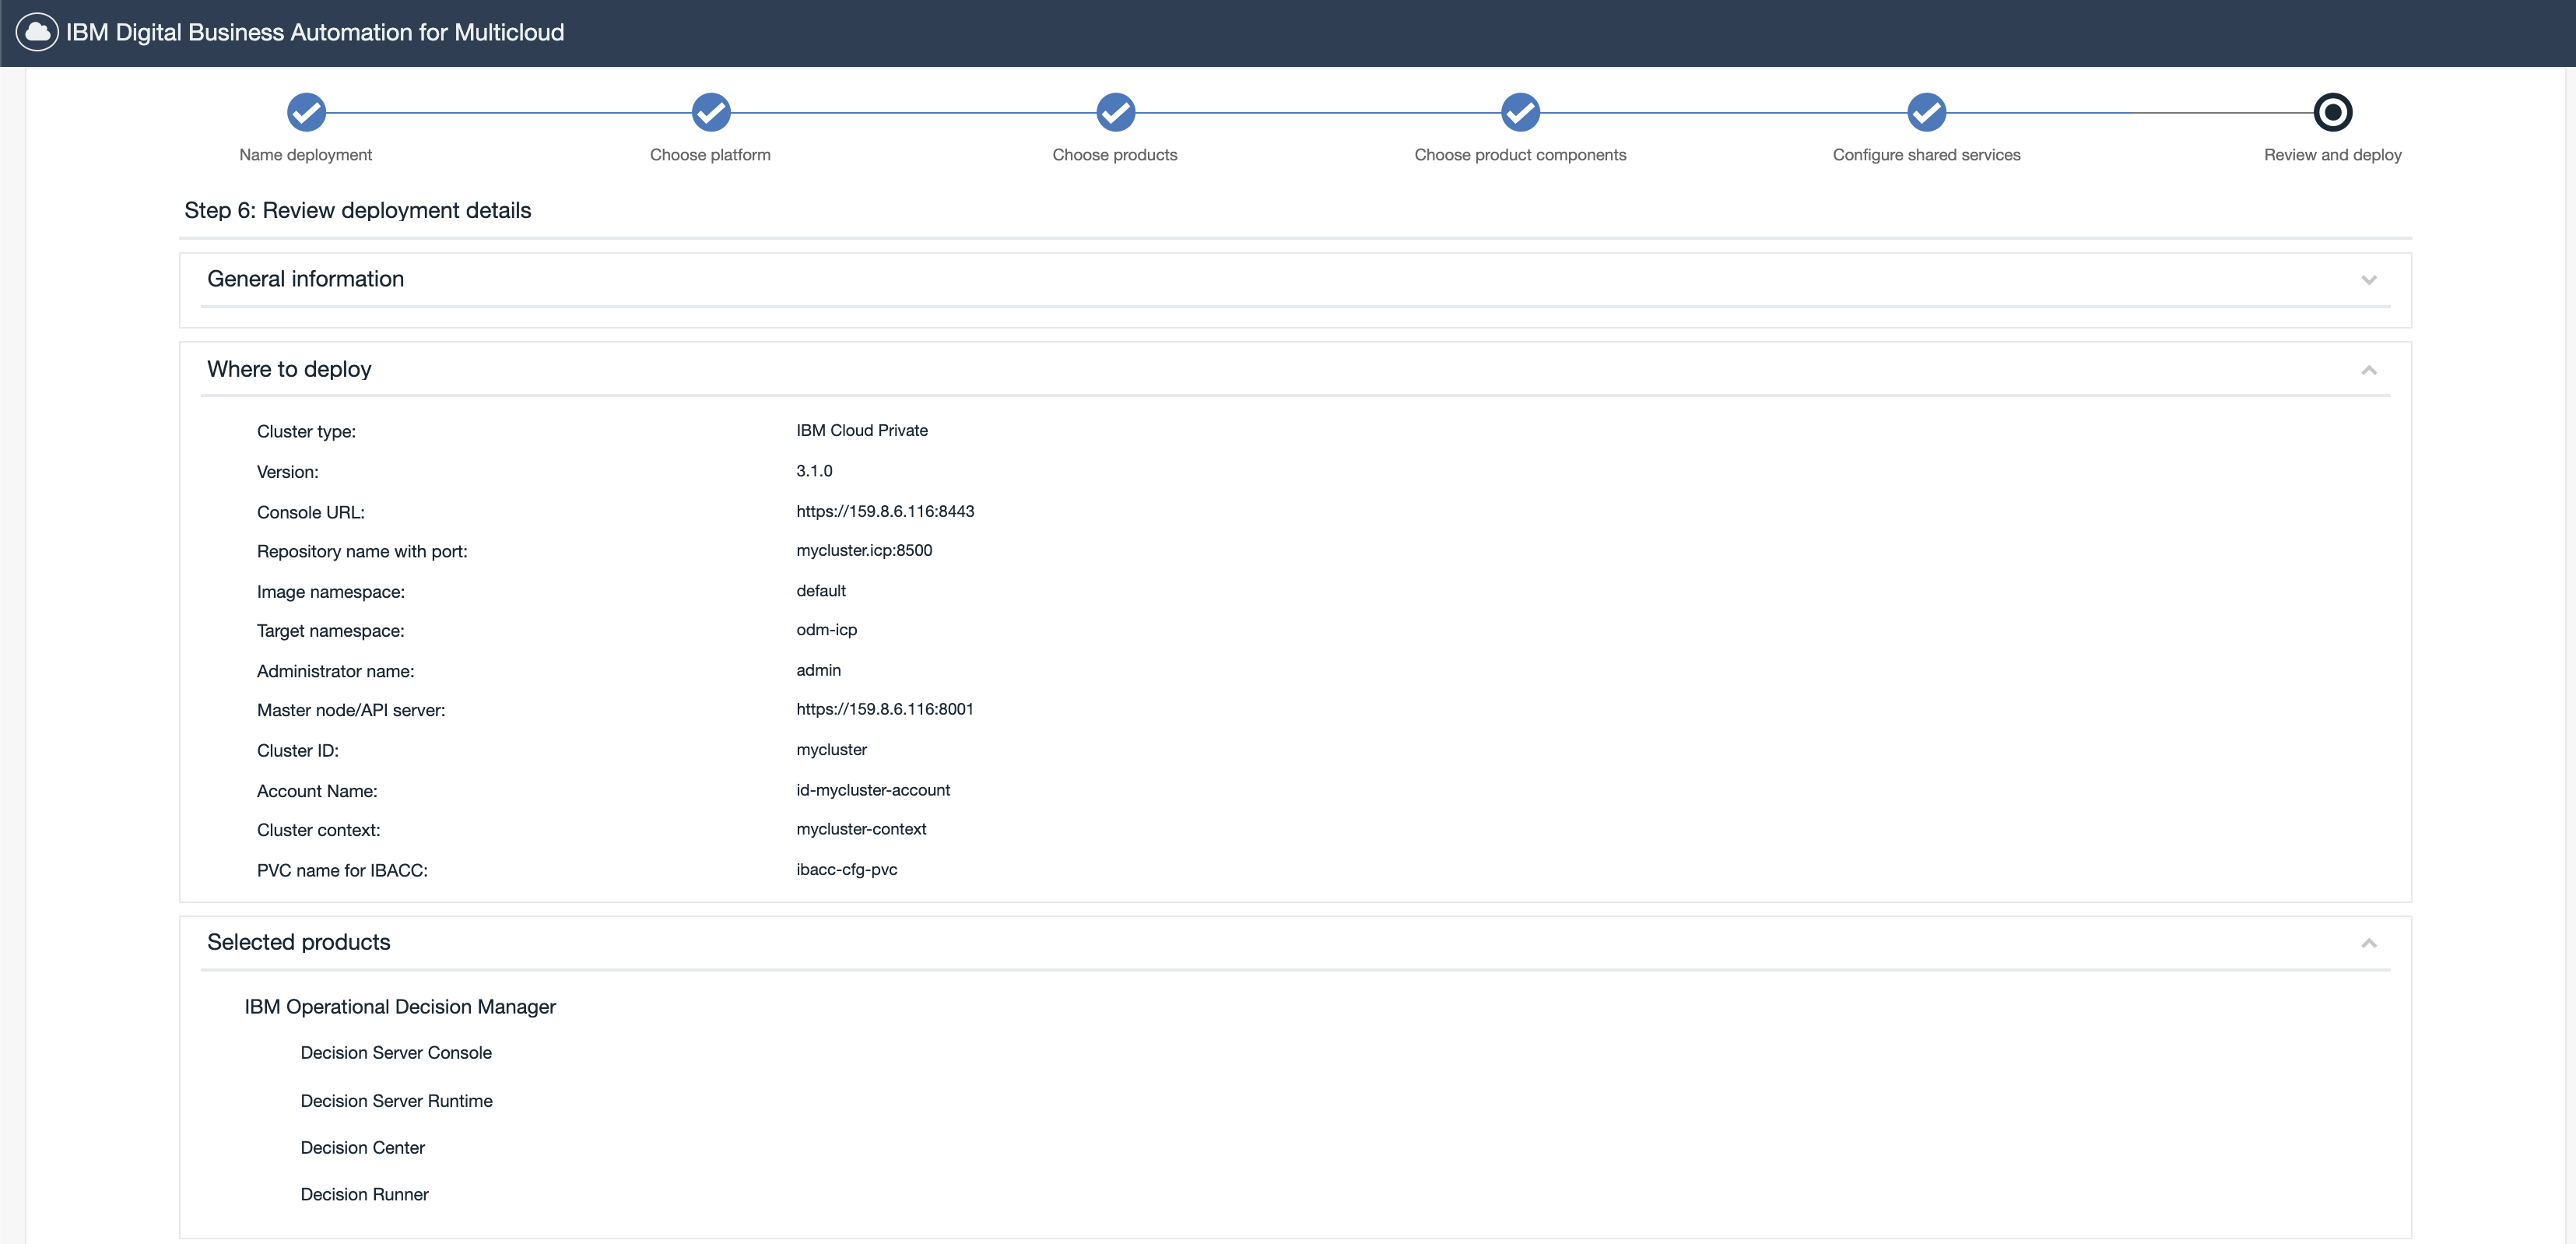 IBM Digital Business Automation for Multicloud
Name deployment
Choose platform
Choose products
Choose product components
Configure shared services
Review and deploy
Step 6: Review deployment details
General information
Where to deploy
Cluster type: IBM Cloud Private
Version: 3.1.0
Console URL: https://159.8.6.116:8443
Repository name with port: mycluster.icp:8500
Image namespace: default
Target namespace: odm-icp
Administrator name: admin
Master node/API server: https://159.8.6.116:8001
Cluster ID: mycluster
Account Name: id-mycluster-account
Cluster context: mycluster-context
PVC name for IBACC: ibacc-cfg-pvc
Selected products
IBM Operational Decision Manager
Decision Server Console
Decision Server Runtime
Decision Center
Decision Runner